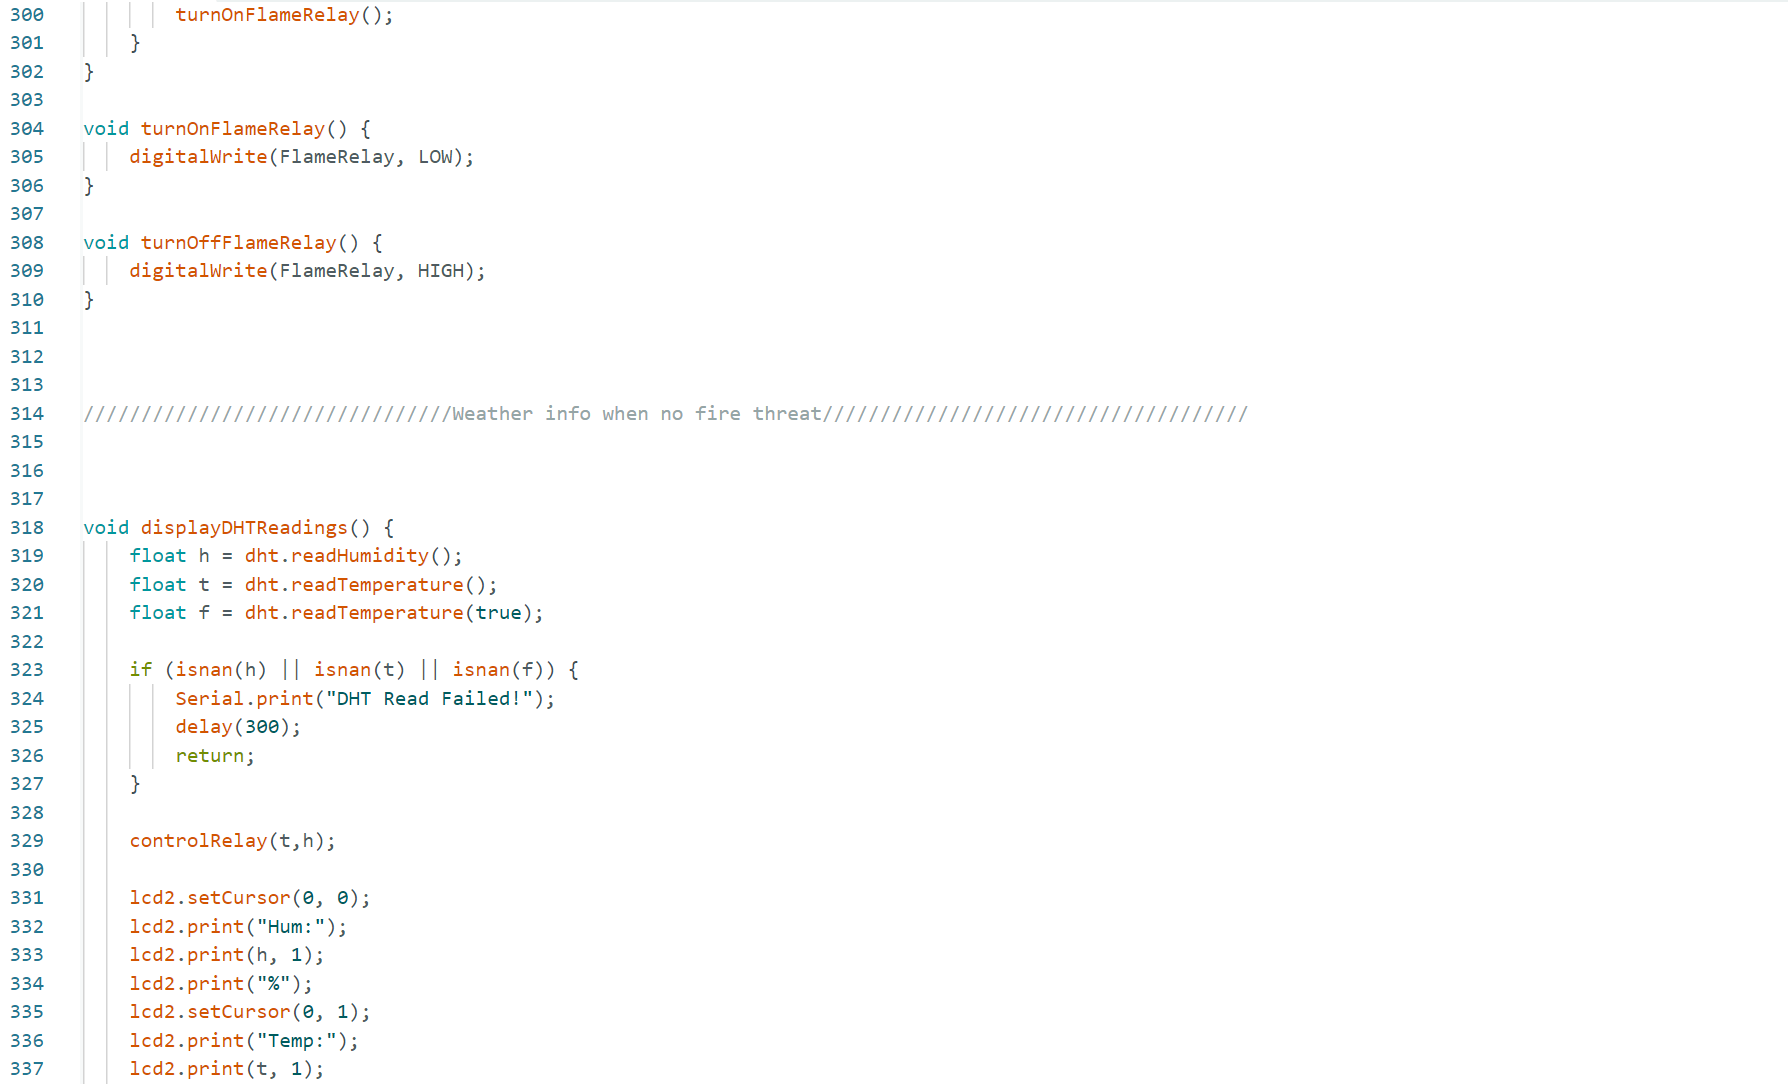 300 turnOnFlameRelay();
301 }
302 }
303
304 void turnOnFlameRelay() {
305 digitalWrite(FlameRelay, LOW);
306 }
307
308 void turnOffFlameRelay() {
309 digitalWrite(FlameRelay, HIGH);
310 }
311
312
313
314 ////////////////////////////////Weather info when no fire threat/////////////////////////////////////
315
316
317
318 void displayDHTReadings() {
319 float h = dht.readHumidity();
320 float t = dht.readTemperature();
321 float f = dht.readTemperature(true);
322
323 if (isnan(h) || isnan(t) || isnan(f)) {
324 Serial.print("DHT Read Failed!");
325 delay(300);
326 return;
327 }
328
329 controlRelay(t,h);
330
331 lcd2.setCursor(0, 0);
332 lcd2.print("Hum:");
333 lcd2.print(h, 1);
334 lcd2.print("%");
335 lcd2.setCursor(0, 1);
336 lcd2.print("Temp:");
337 lcd2.print(t, 1);